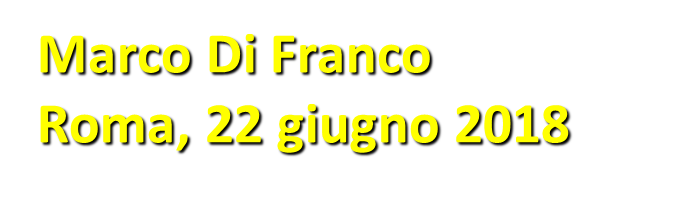 Marco Di Franco
Roma, 22 giugno 2018